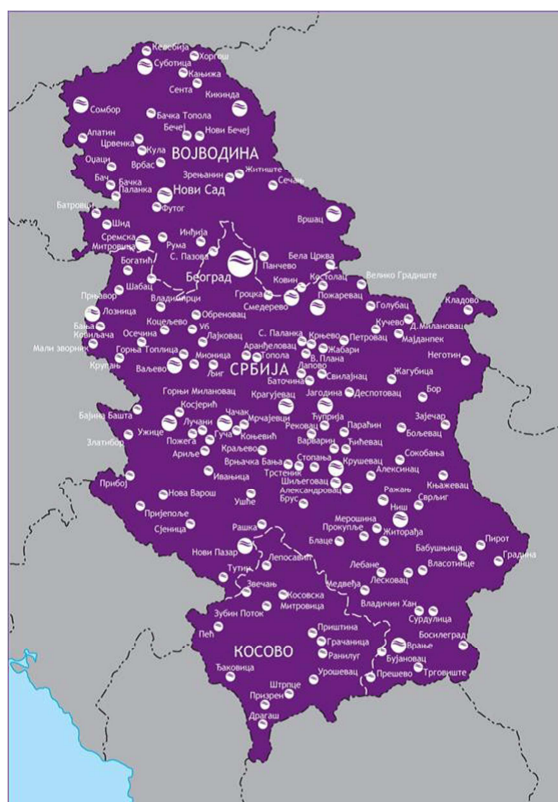 Келебија
Хоргош
Суботица
Кањижа
Сента
Кикинда
Сомбор
Бачка Топола
Бечеј
Нови Бечеј
Апатин
Црвенка
Кула
ВОЈВОДИНА
Оџаци
Врбас
Житиште
Зрењанин
Сечањ
Бач
Бачка
Паланка
Нови Сад
Футог
Батровци
Вршац
Шид
Сремска
Митровица
Рума
Инђија
С. Пазова
Бела Црква
Панчево
Богатић
Београд
Ковин
Костолац
Велико Градиште
Шабац
Прњавор
Владимирци
Гроцка
Смедерево
Пожаревац
Голубац
Кладово
Лозница
Обреновац
Д. Милановац
Бања
Ковиљача
Коцељево
Уб
Кучево
Мајданпек
Осечина
Лајковац
С. Паланка
Крњево
Петровац
Мали зворник
Горња Топлица
Аранђеловац
Жабари
Неготин
Мионица
Топола
В. Плана
Крупањ
Ваљево
Љиг
СРБИЈА
Лапово
Свилајнац
Жагубица
Баточина
Горњи Милановац
Крагујевац
Јагодина
Деспотовац
Бор
Бајина Башта
Косјерић
Чачак
Мрчајевци
Ћуприја
Зајечар
Лучани
Рековац
Параћин
Бољевац
Ужице
Пожега
Гуча
Коњевић
Варварин
Ћићевац
Златибор
Ариље
Краљево
Стопања
Врњачка Бања
Крушевац
Сокобања
Трстеник
Прибој
Ивањица
Шиљеговац
Алексинац
Књажевац
Александровац
Нова Варош
Ушће
Брус
Ражањ
Сврљиг
Пријепоље
Мерошина
Ниш
Сјеница
Рашка
Прокупље
Житорађа
Блаце
Бабушница
Пирот
Нови Пазар
Лепосавић
Градина
Тутин
Лебане
Власотинце
Звечан
Медвеђа
Лесковац
Косовска
Митровица
Владичин Хан
Зубин Поток
Сурдулица
Пећ
Приштина
Босилеград
Грачаница
КОСОВО
Ранилуг
Врање
Бујановац
Ђаковица
Урошевац
Прешево
Трговиште
Штрпце
Призрен
Драгаш